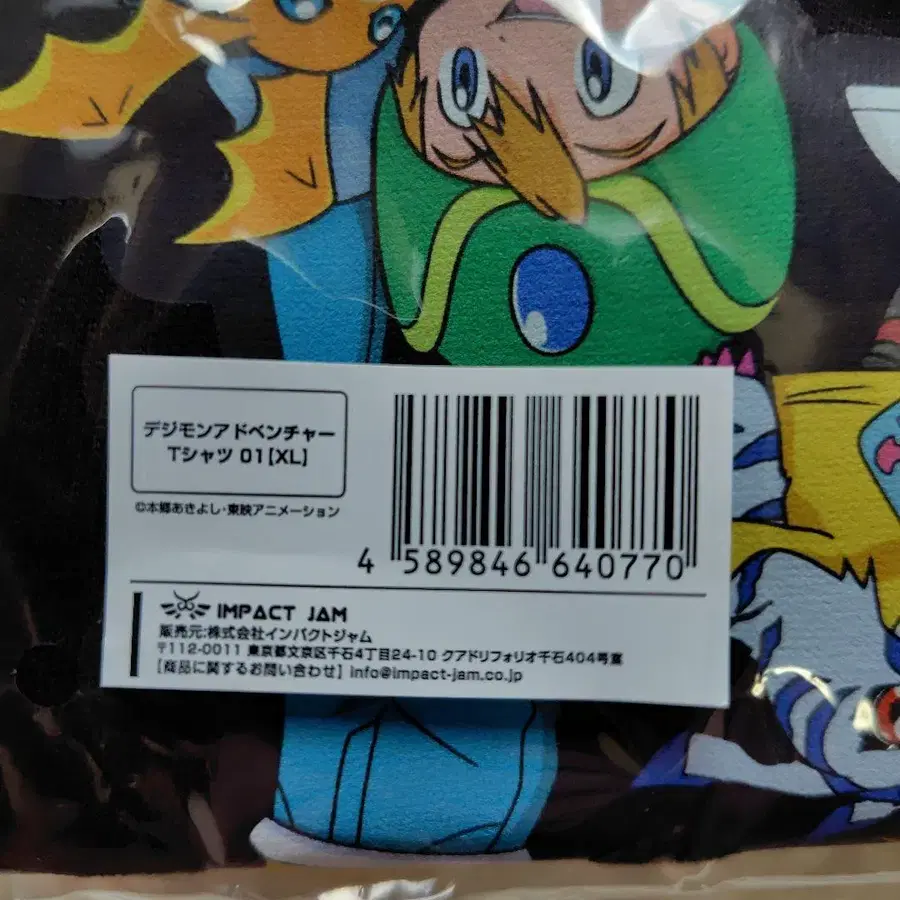 デジモンアドベンチャー
Tシャツ 01[XL]
©本郷あきよし・東映アニメーション
4 589846 640770
IMPACT JAM
販売元:株式会社インパクトジャム
〒112-0011 東京都文京区千石4丁目24-10 クアドリフォリオ千石404号室
【商品に関するお問い合わせ】info@impact-jam.co.jp